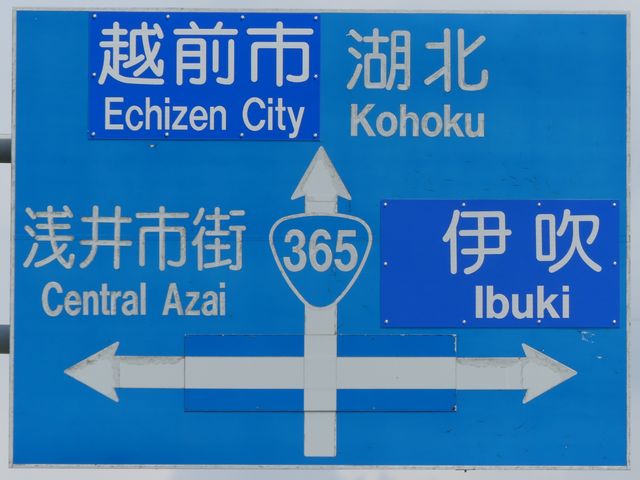 越前市 湖北
Echizen City Kohoku
365
浅井市街 伊吹
Central Azai Ibuki